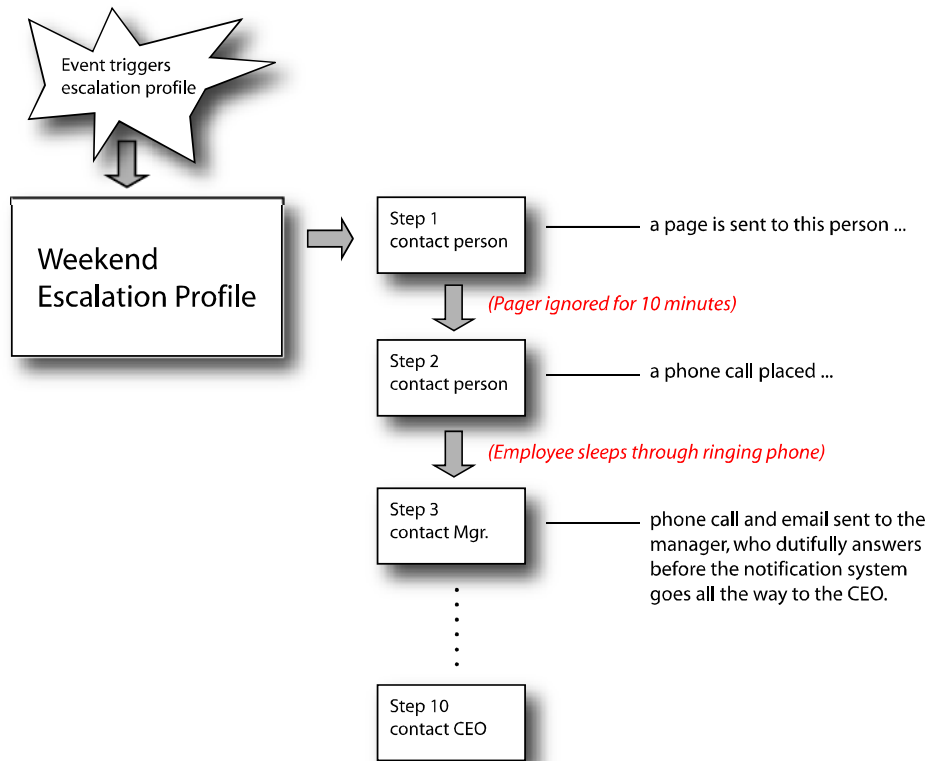 Event triggers
escalation profile
Weekend
Escalation Profile
Step 1
contact person
a page is sent to this person ...
(Pager ignored for 10 minutes)
Step 2
contact person
a phone call placed ...
(Employee sleeps through ringing phone)
Step 3
contact Mgr.
phone call and email sent to the
manager, who dutifully answers
before the notification system
goes all the way to the CEO.
Step 10
contact CEO